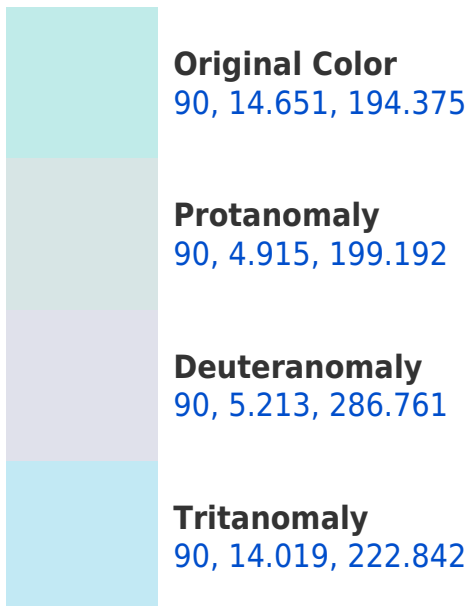 Original Color
90, 14.651, 194.375
Protanomaly
90, 4.915, 199.192
Deuteranomaly
90, 5.213, 286.761
Tritanomaly
90, 14.019, 222.842